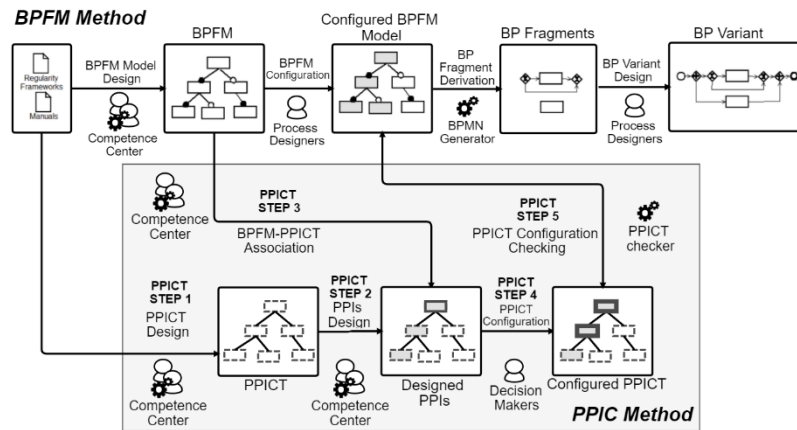 BPFM Method
Regularity
Frameworks
Manuals
BPFM Model
Design
Competence
Center
BPFM
BPFM
Configuration
Process
Designers
Configured BPFM
Model
BP
Fragment
Derivation
BPMN
Generator
BP Fragments
BP Variant
Design
Process
Designers
BP Variant
Competence
Center
PPICT
STEP 3
BPFM-PPICT
Association
PPICT
STEP 5
PPICT Configuration
Checking
PPICT
checker
PPICT
STEP 1
PPICT
Design
Competence
Center
PPICT
PPICT
STEP 2
PPIs
Design
Competence
Center
Designed
PPIs
PPICT
STEP 4
PPICT
Configuration
Decision
Makers
Configured PPICT
PPIC Method